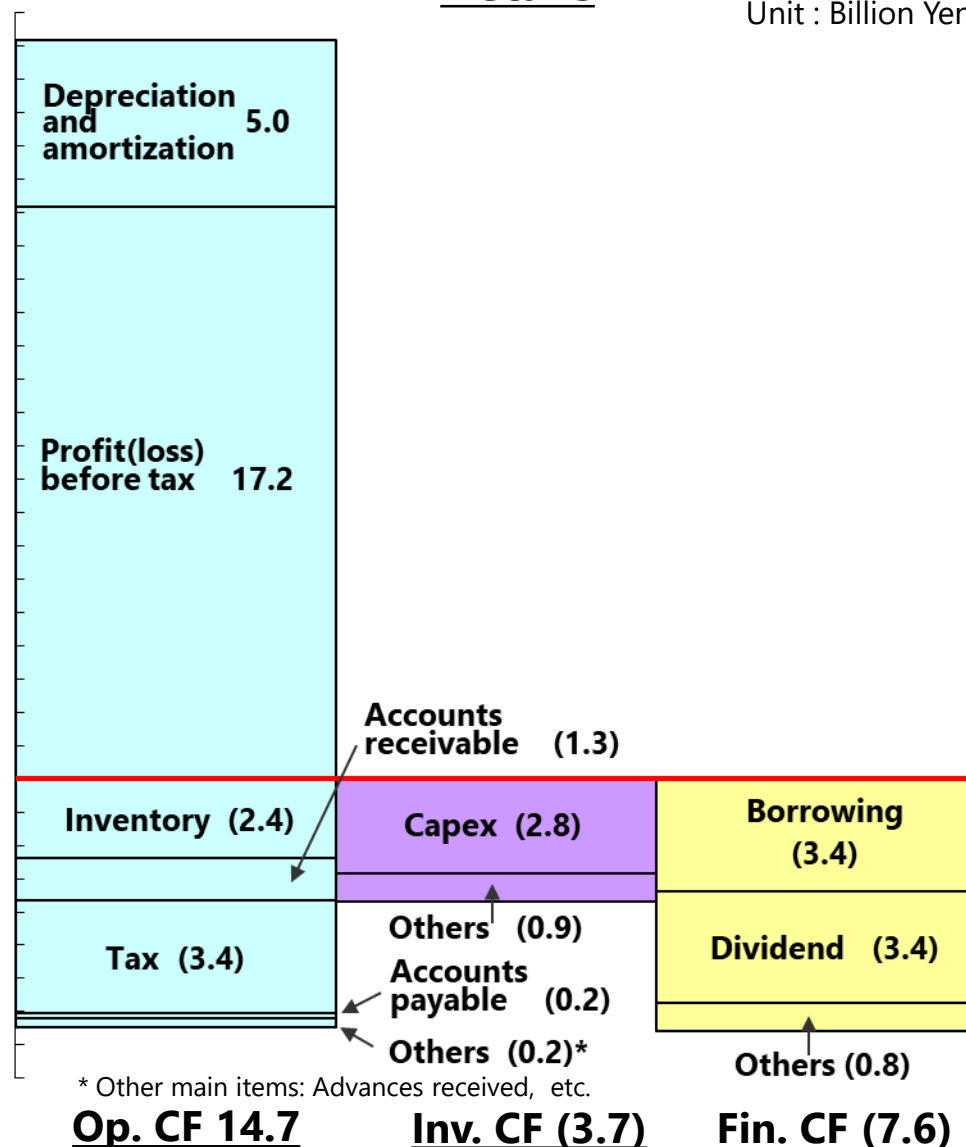 Unit : Billion Yen
Depreciation
and 5.0
amortization
Profit(loss)
before tax 17.2
Accounts
receivable (1.3)
Inventory (2.4)
Capex (2.8)
Borrowing
(3.4)
Others (0.9)
Tax (3.4)
Dividend (3.4)
Accounts
payable (0.2)
Others (0.2)*
Others (0.8)
* Other main items: Advances received, etc.
Op. CF 14.7
Inv. CF (3.7)
Fin. CF (7.6)